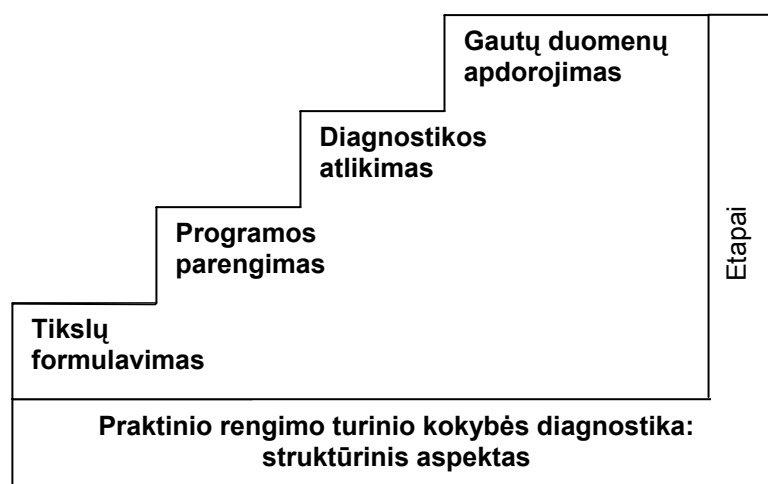 Gautų duomenų
apdorojimas
Diagnostikos
atlikimas
Programos
parengimas
Tikslų
formulavimas
Etapai
Praktinio rengimo turinio kokybės diagnostika:
struktūrinis aspektas